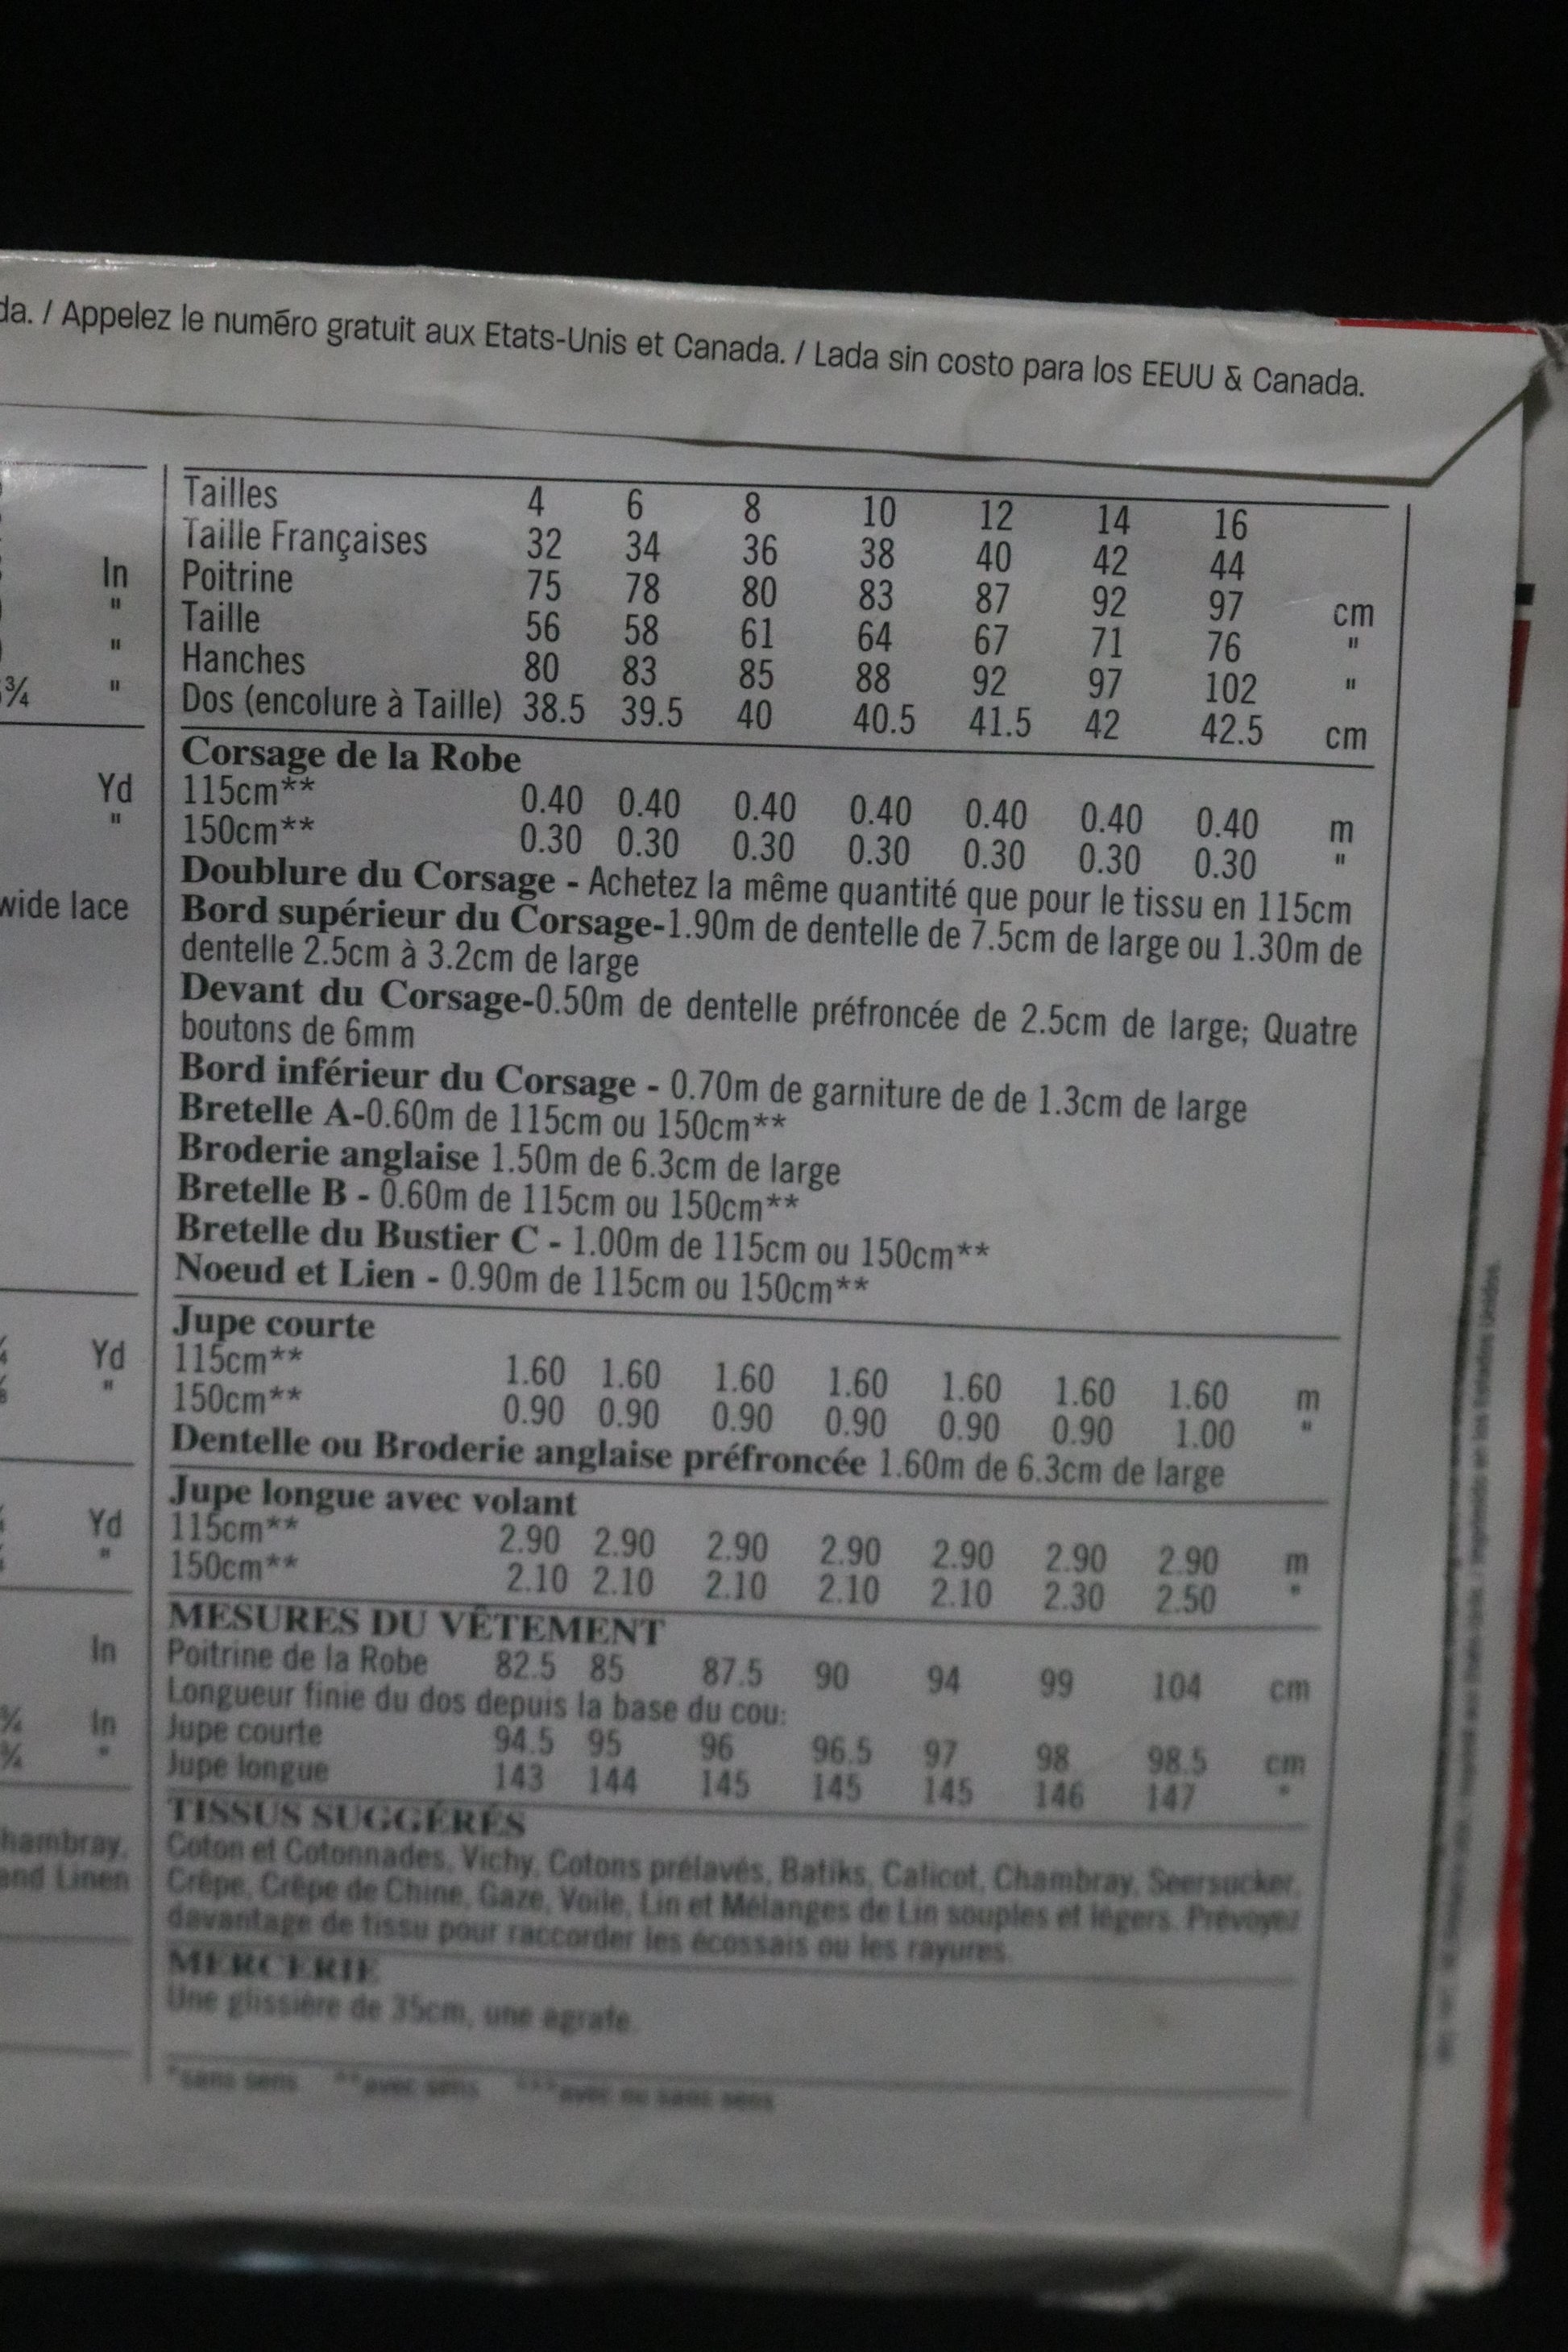 da. / Appelez le numéro gratuit aux Etats-Unis et Canada. / Lada sin costo para los EEUU & Canada.
Tailles 4 6 8 10 12 14 16
Taille Françaises 32 34 36 38 40 42 44
In Poitrine 75 78 80 83 87 92 97 cm
" Taille 56 58 61 64 67 71 76 "
" Hanches 80 83 85 88 92 97 102 "
¾ " Dos (encolure à Taille) 38.5 39.5 40 40.5 41.5 42 42.5 cm
Corsage de la Robe
Yd 115cm** 0.40 0.40 0.40 0.40 0.40 0.40 0.40 m
" 150cm** 0.30 0.30 0.30 0.30 0.30 0.30 0.30 "
Doublure du Corsage - Achetez la même quantité que pour le tissu en 115cm
wide lace Bord supérieur du Corsage-1.90m de dentelle de 7.5cm de large ou 1.30m de
dentelle 2.5cm à 3.2cm de large
Devant du Corsage-0.50m de dentelle préfroncée de 2.5cm de large; Quatre
boutons de 6mm
Bord inférieur du Corsage - 0.70m de garniture de de 1.3cm de large
Bretelle A-0.60m de 115cm ou 150cm**
Broderie anglaise 1.50m de 6.3cm de large
Bretelle B - 0.60m de 115cm ou 150cm**
Bretelle du Bustier C - 1.00m de 115cm ou 150cm**
Noeud et Lien - 0.90m de 115cm ou 150cm**
Jupe courte
Yd 115cm** 1.60 1.60 1.60 1.60 1.60 1.60 1.60 m
" 150cm** 0.90 0.90 0.90 0.90 0.90 0.90 1.00 "
Dentelle ou Broderie anglaise préfroncée 1.60m de 6.3cm de large
Jupe longue avec volant
Yd 115cm** 2.90 2.90 2.90 2.90 2.90 2.90 2.90 m
" 150cm** 2.10 2.10 2.10 2.10 2.10 2.30 2.50 "
MESURES DU VÊTEMENT
In Poitrine de la Robe 82.5 85 87.5 90 94 99 104 cm
Longueur finie du dos depuis la base du cou:
¾ In Jupe courte 94.5 95 96 96.5 97 98 98.5 cm
¾ " Jupe longue 143 144 145 145 145 146 147 "
TISSUS SUGGÉRÉS
hambray, Coton et Cotonnades, Vichy, Cotons prélavés, Batiks, Calicot, Chambray, Seersucker,
and Linen Crêpe, Crêpe de Chine, Gaze, Voile, Lin et Mélanges de Lin souples et légers. Prévoyez
davantage de tissu pour raccorder les écossais ou les rayures.
MERCERIE
Une glissière de 35cm, une agrafe.
*sans sens **avec sens ***avec ou sans sens